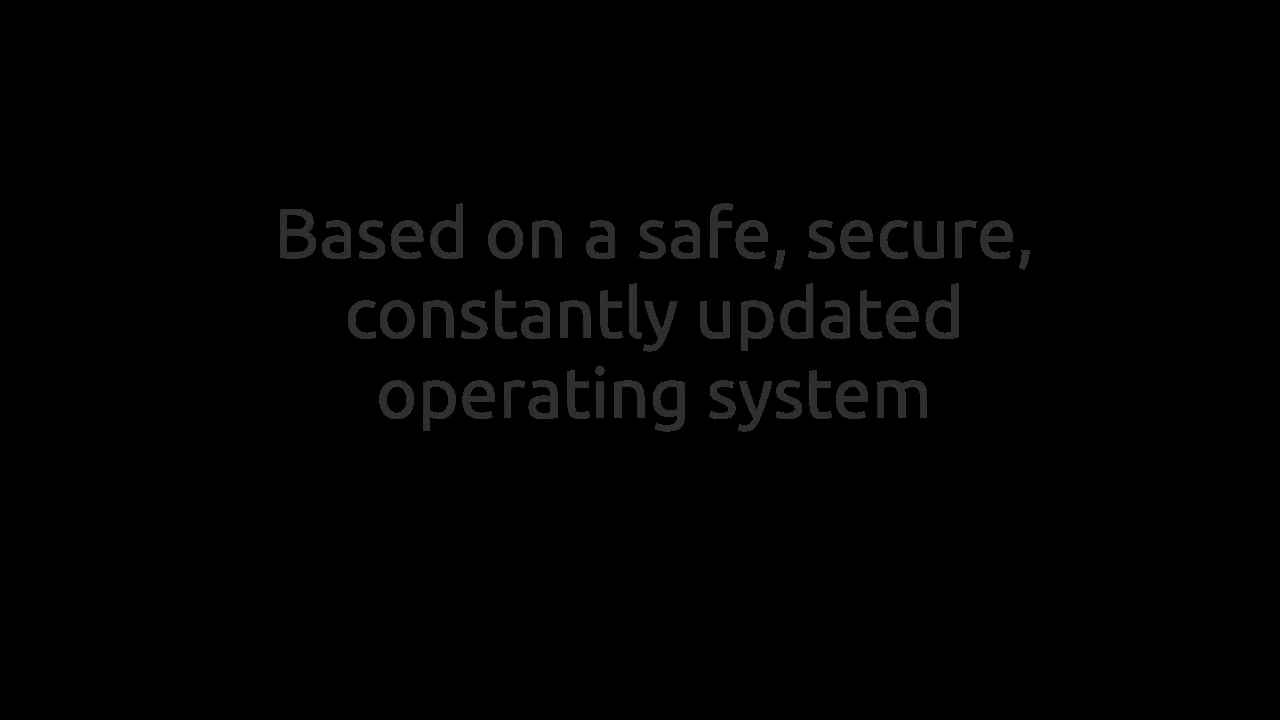 Based on a safe, secure,
constantly updated
operating system